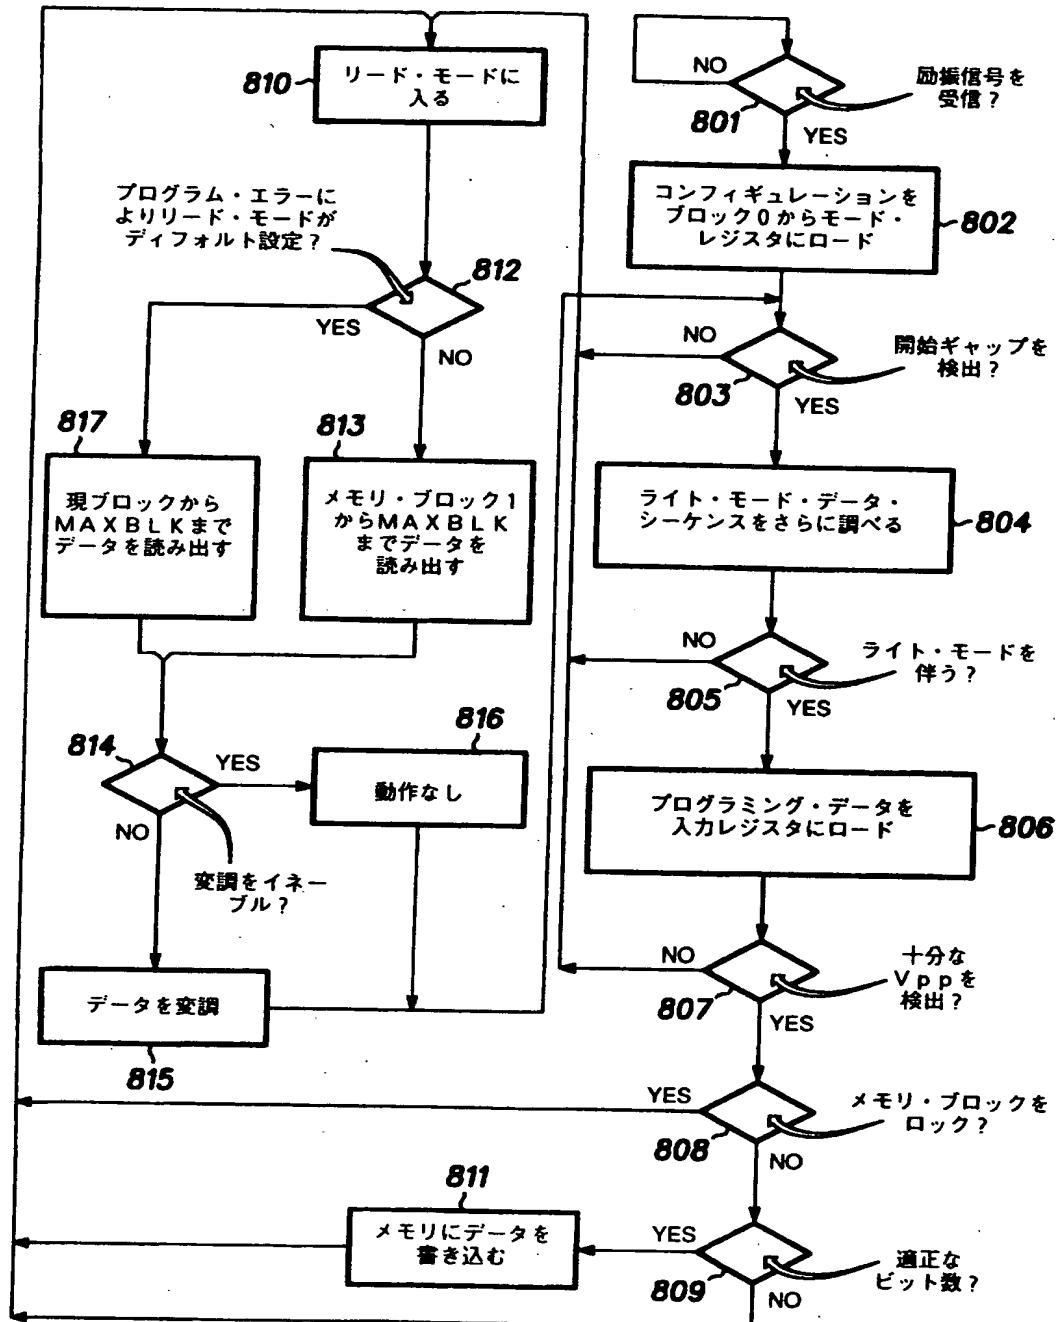 810
リード・モードに
入る
プログラム・エラーに
よりリード・モードが
ディフォルト設定?
812
YES
NO
817
現ブロックから
MAXBLKまで
データを読み出す
813
メモリ・ブロック1
からMAXBLK
までデータを
読み出す
814
YES
NO
816
動作なし
変調をイネー
ブル?
データを変調
815
NO
801
YES
励振信号を
受信?
コンフィギュレーションを
ブロック0からモード・
レジスタにロード
802
NO
803
YES
開始ギャップを
検出?
ライト・モード・データ・
シーケンスをさらに調べる
804
NO
805
YES
ライト・モードを
伴う?
プログラミング・データを
入力レジスタにロード
806
NO
807
YES
十分な
Vppを
検出?
YES
808
NO
メモリ・ブロックを
ロック?
811
メモリにデータを
書き込む
YES
809
NO
適正な
ビット数?